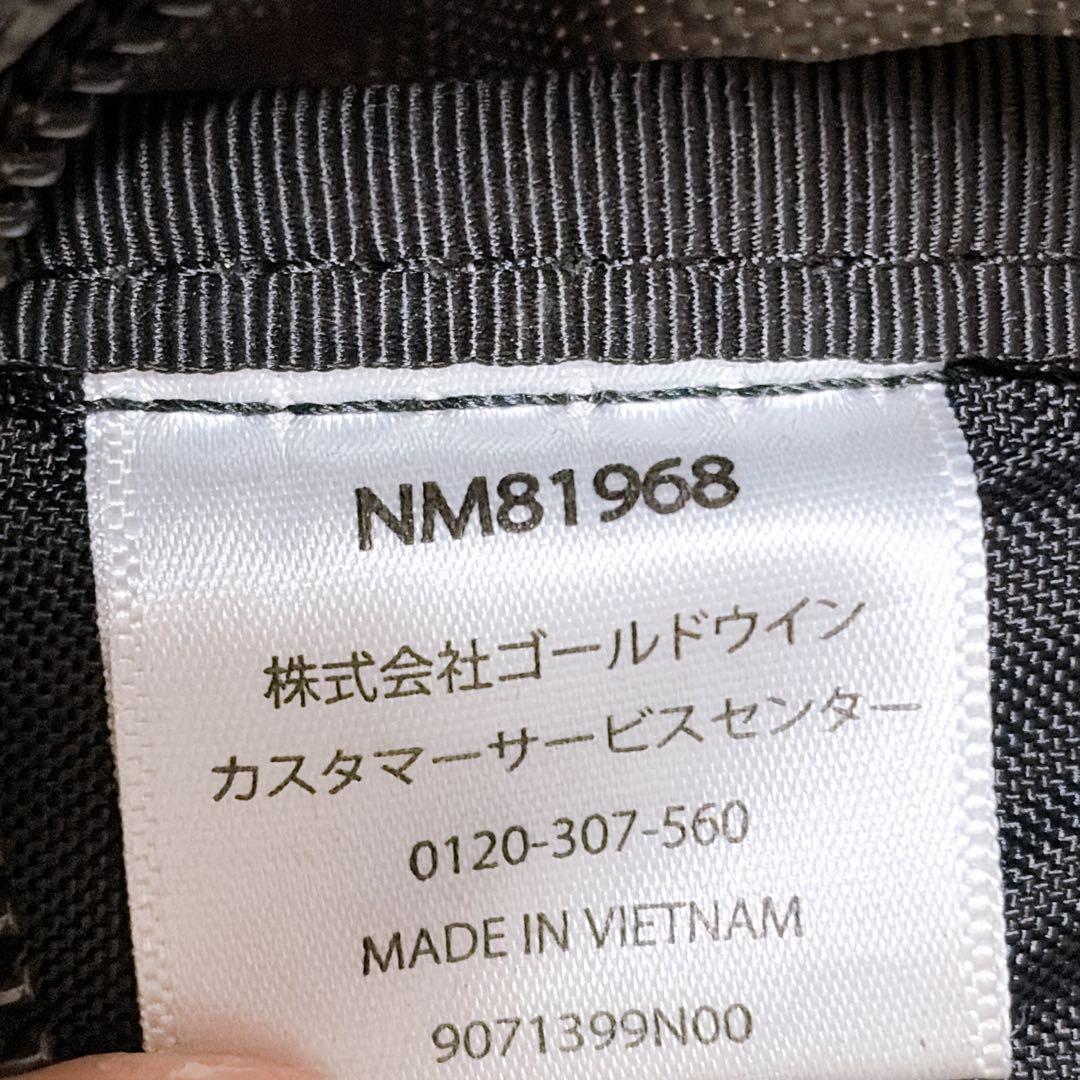 NM81968
株式会社ゴールドウイン
カスタマーサービスセンター
0120-307-560
MADE IN VIETNAM
9071399N00